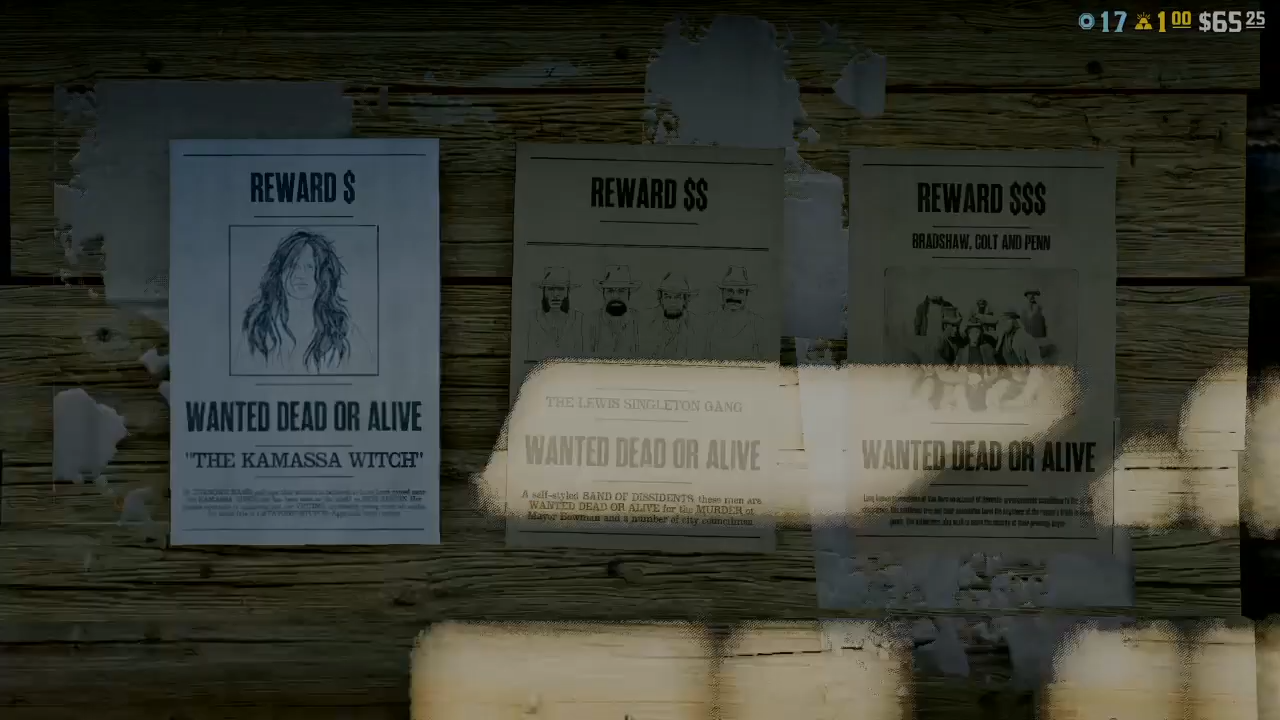 17 1.00 $65.25
REWARD $
WANTED DEAD OR ALIVE
"THE KAMASSA WITCH"
REWARD $$
THE LEWIS SINGLETON GANG
WANTED DEAD OR ALIVE
A self-styled BAND OF DISSIDENTS these men are
WANTED DEAD OR ALIVE for the MURDER of
Mayor Bowman and a number of city councilmen
REWARD $$$
BRADSHAW, COLT AND PENN
WANTED DEAD OR ALIVE